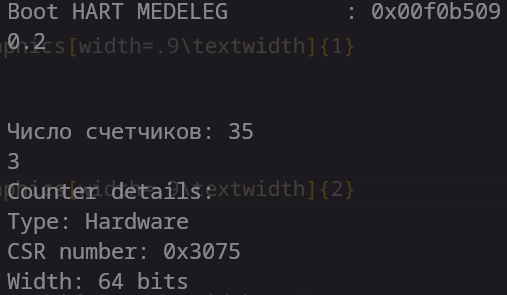 Boot HART MEDELEG : 0x00f0b509
0.2
phics[width=.9\textwidth]{1}
Число счетчиков: 35
3
Counter details:
phics[width=.9\textwidth]{2}
Type: Hardware
CSR number: 0x3075
Width: 64 bits